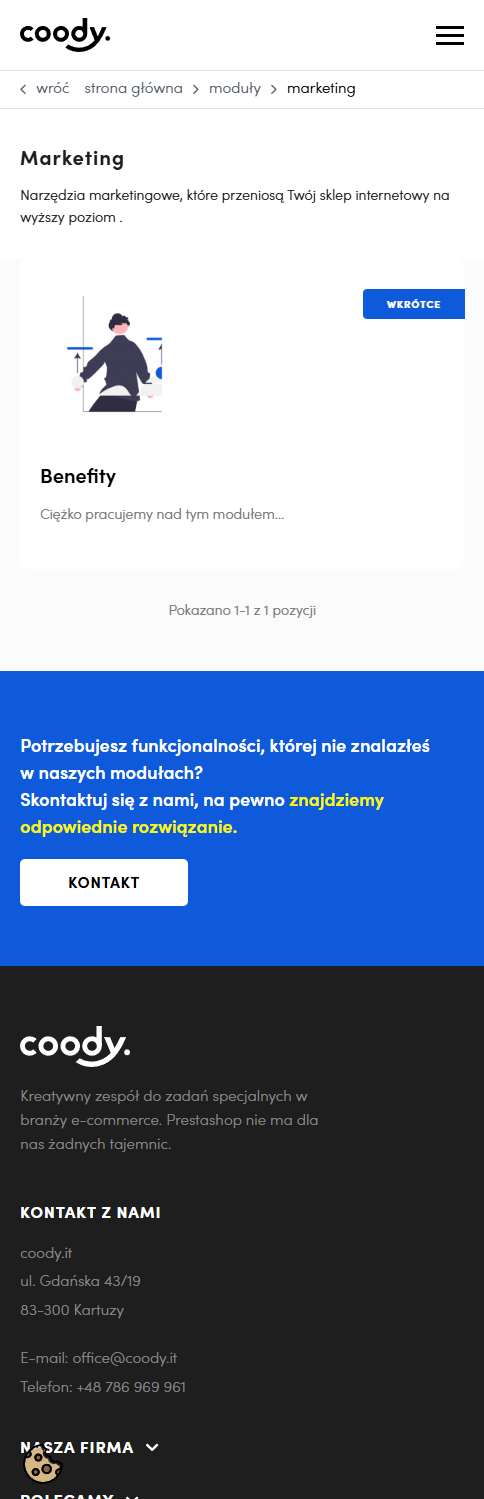 coody.
wróć strona główna moduły marketing
Marketing
Narzędzia marketingowe, które przeniosą Twój sklep internetowy na
wyższy poziom .
WKRÓTCE
Benefity
Ciężko pracujemy nad tym modułem...
Pokazano 1-1 z 1 pozycji
Potrzebujesz funkcjonalności, której nie znalazłeś
w naszych modułach?
Skontaktuj się z nami, na pewno znajdziemy
odpowiednie rozwiązanie.
KONTAKT
coody.
Kreatywny zespół do zadań specjalnych w
branży e-commerce. Prestashop nie ma dla
nas żadnych tajemnic.
KONTAKT Z NAMI
coody.it
ul. Gdańska 43/19
83-300 Kartuzy
E-mail: office@coody.it
Telefon: +48 786 969 961
NASZA FIRMA
POLECAMY